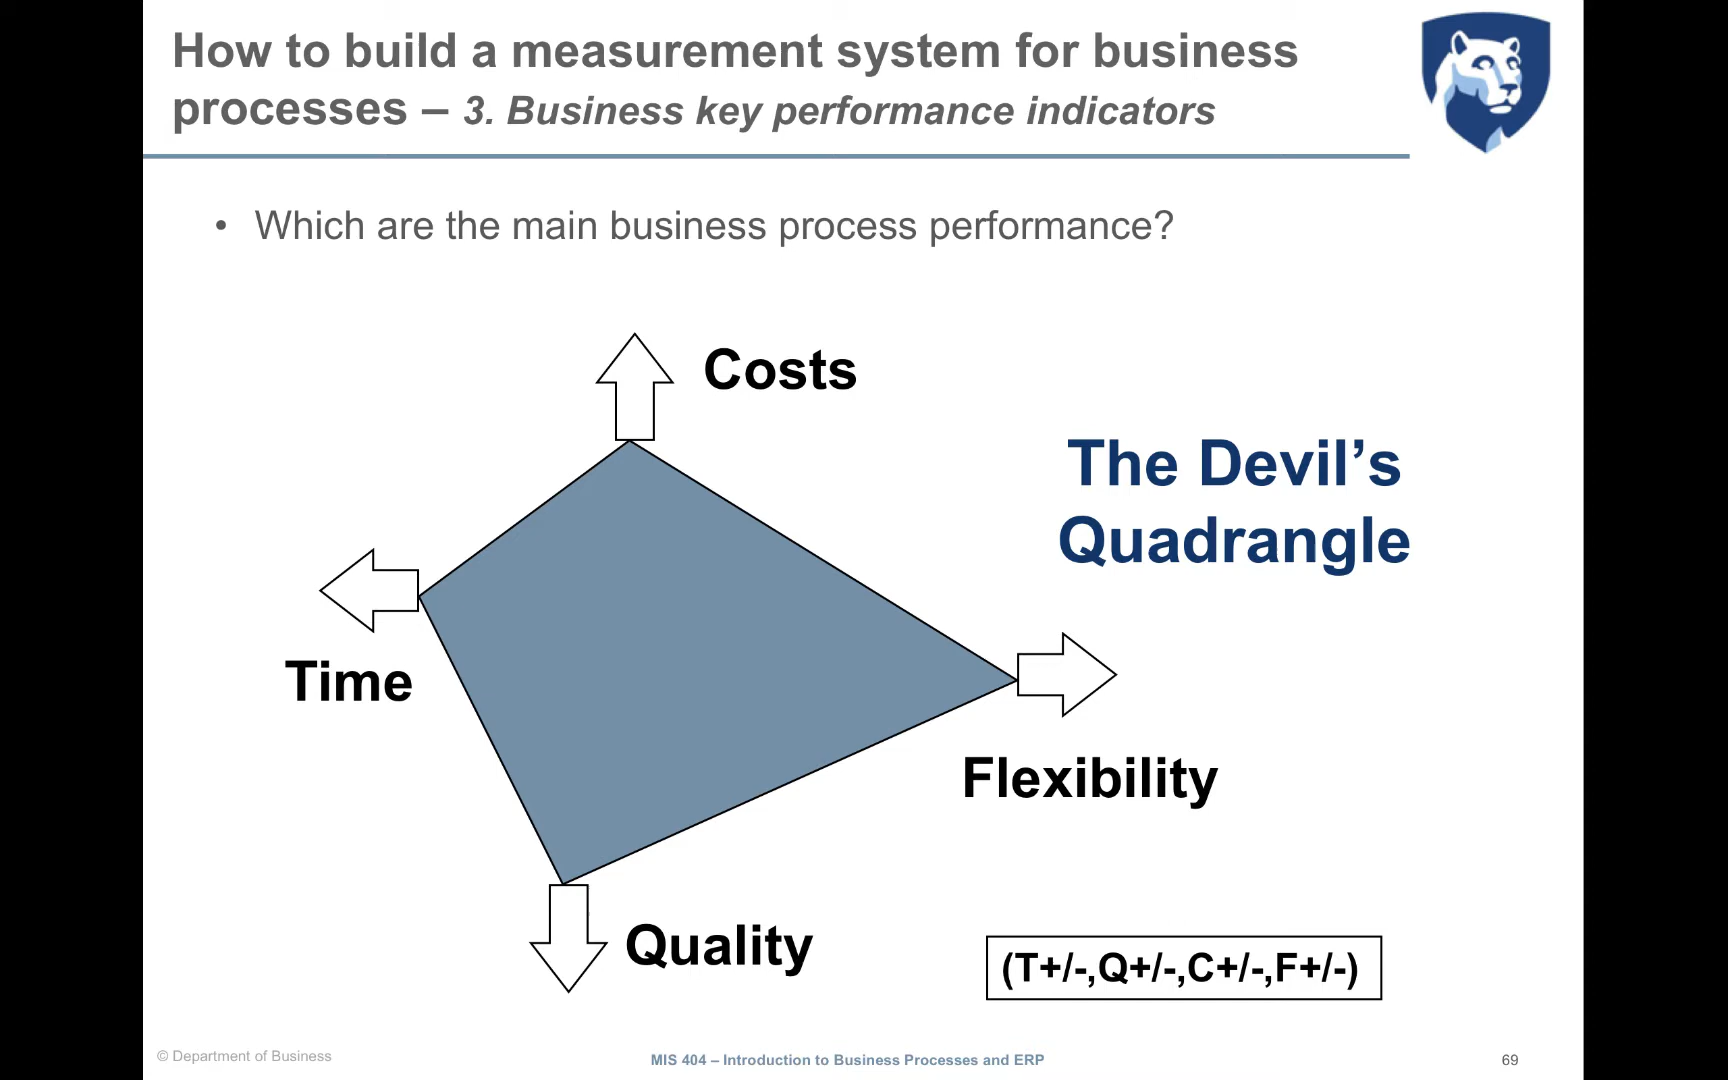 How to build a measurement system for business
processes – 3. Business key performance indicators
• Which are the main business process performance?
Costs
The Devil’s
Quadrangle
Time
Flexibility
Quality
(T+/-,Q+/-,C+/-,F+/-)
© Department of Business
MIS 404 – Introduction to Business Processes and ERP
69